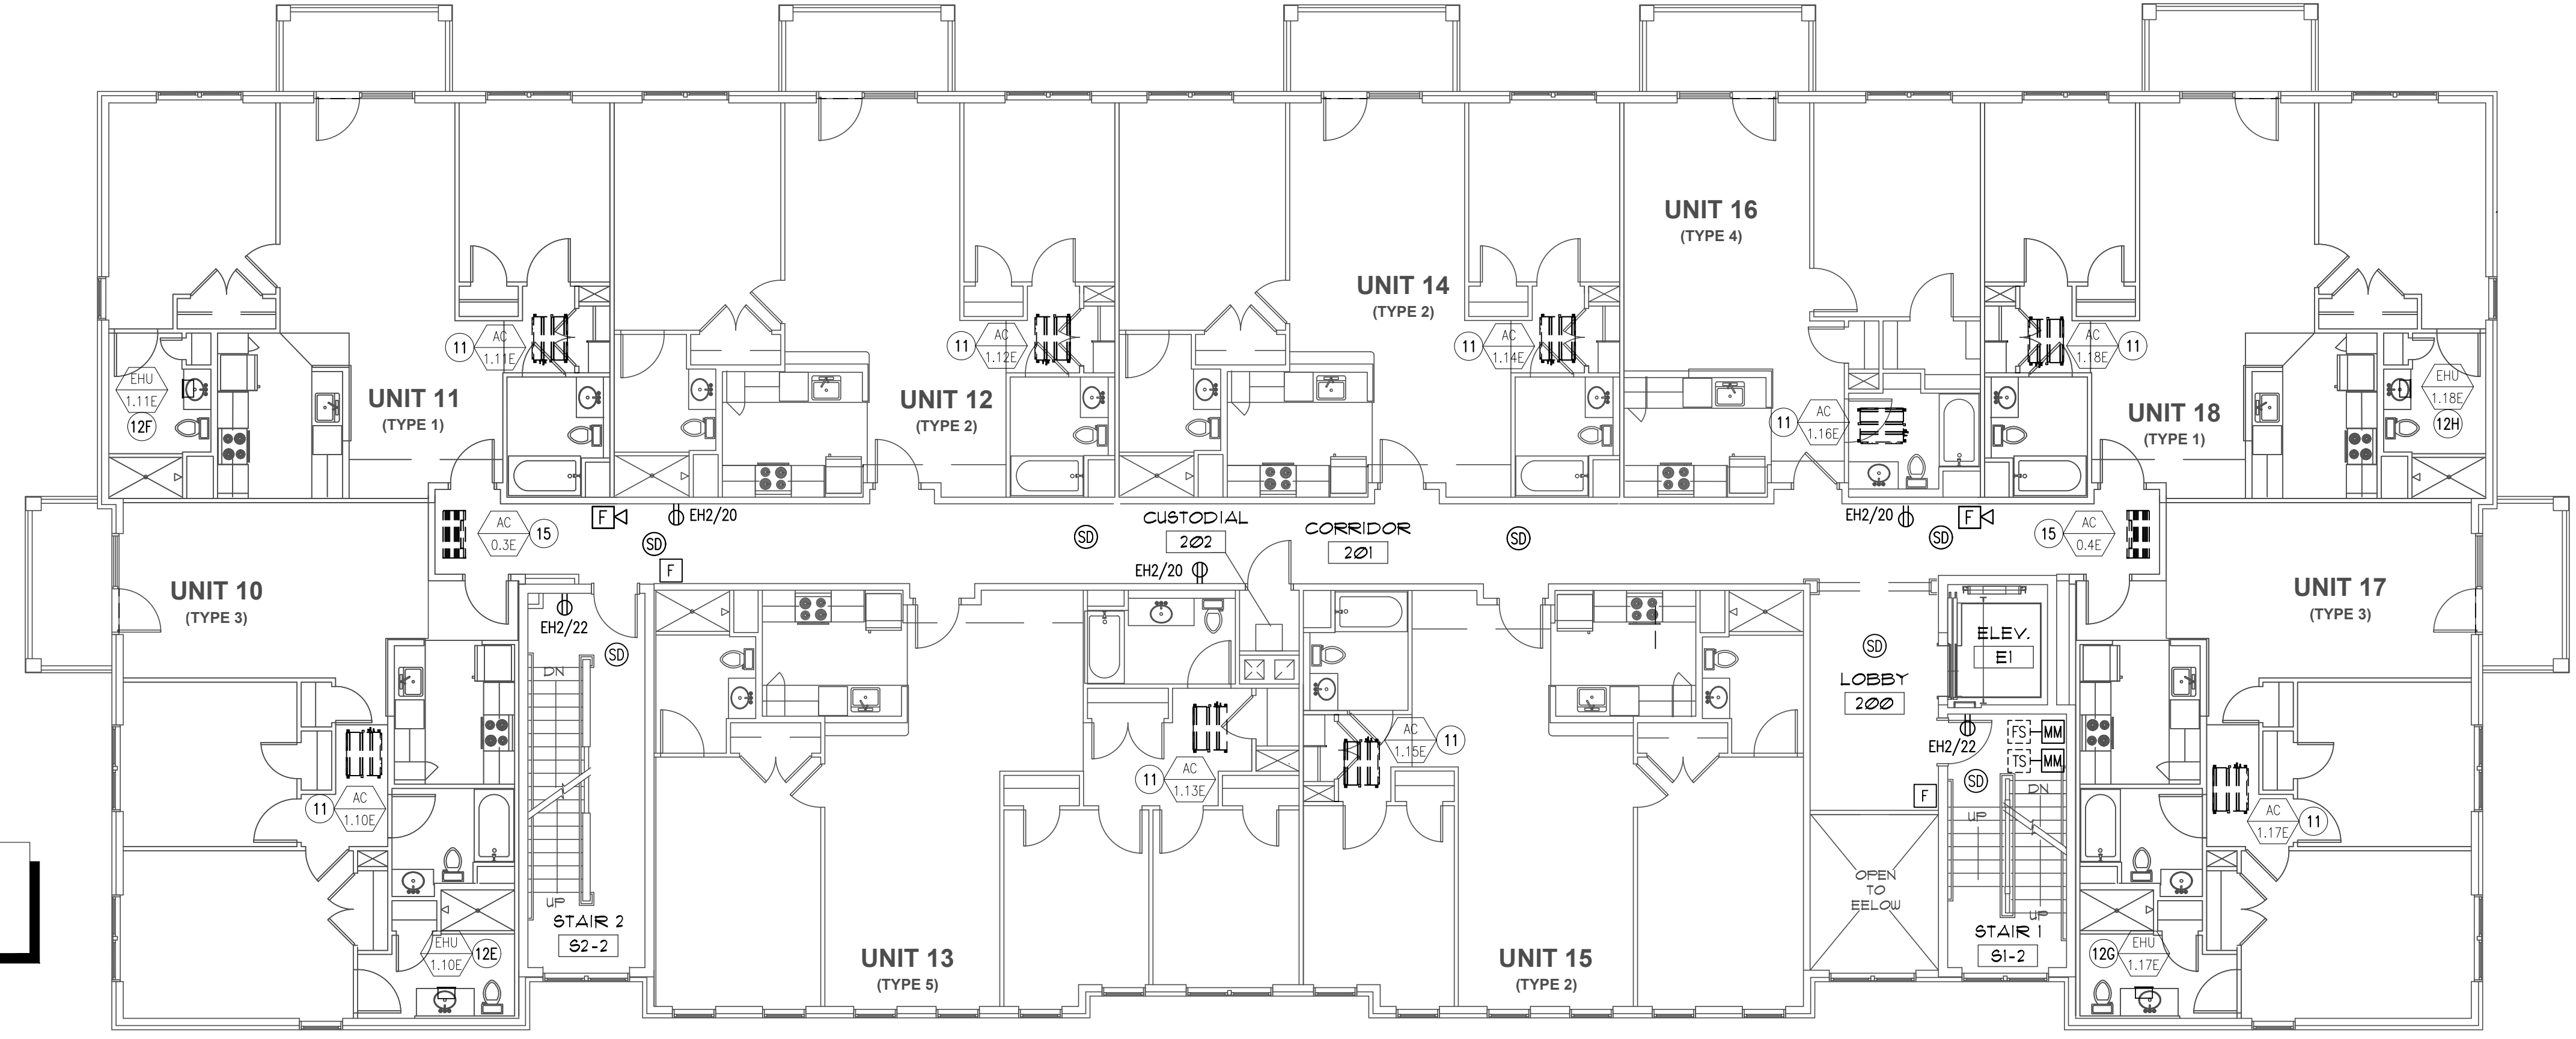 UNIT 16
(TYPE 4)
UNIT 14
(TYPE 2)
11
AC
1.11E
11
AC
1.12E
11
AC
1.14E
AC
1.18E
11
EHU
1.11E
12F
UNIT 11
(TYPE 1)
UNIT 12
(TYPE 2)
11
AC
1.16E
UNIT 18
(TYPE 1)
EHU
1.18E
12H
AC
0.3E
15
F
EH2/20
SD
F
SD
CUSTODIAL
202
EH2/20
CORRIDOR
201
SD
EH2/20
F
SD
15
AC
0.4E
UNIT 10
(TYPE 3)
EH2/22
SD
DN
UP
STAIR 2
S2-2
11
AC
1.10E
EHU
1.10E
12E
UNIT 13
(TYPE 5)
11
AC
1.13E
AC
1.15E
11
UNIT 15
(TYPE 2)
SD
LOBBY
200
ELEV.
E1
EH2/22
FS
MM
TS
MM
SD
F
UP
DN
UP
OPEN
TO
EELOW
STAIR 1
S1-2
UNIT 17
(TYPE 3)
AC
1.17E
11
12G
EHU
1.17E